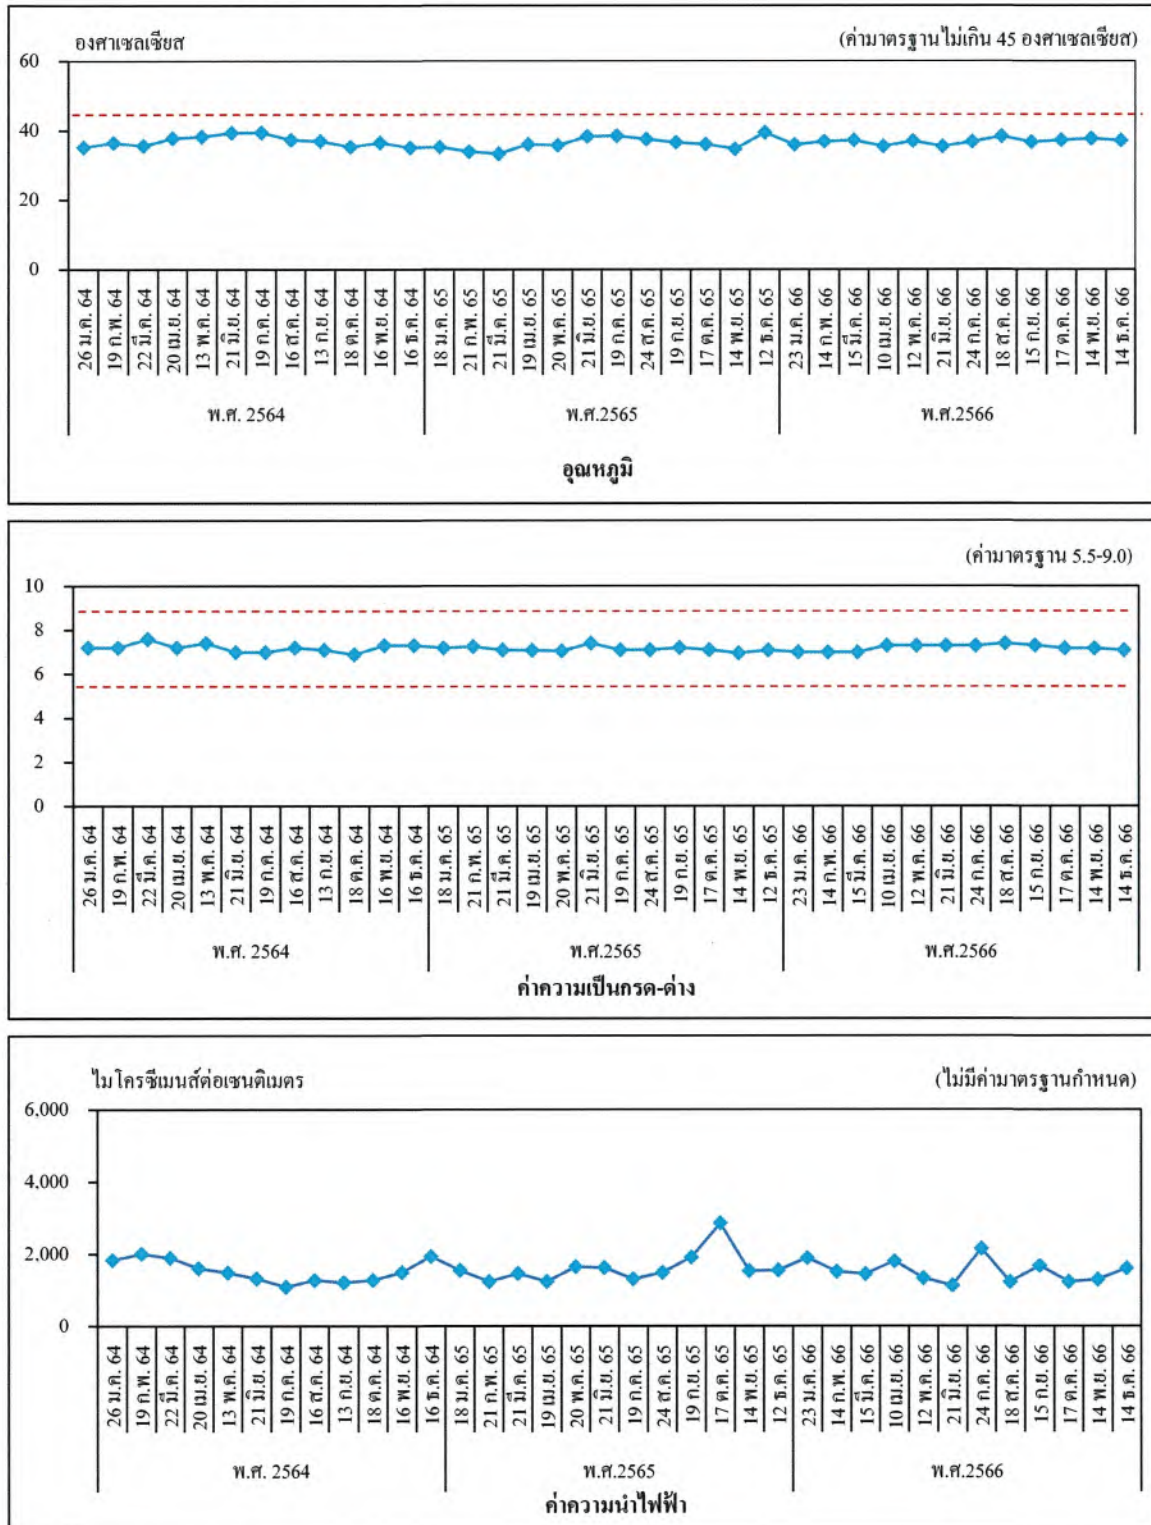 องศาเซลเซียส (ค่ามาตรฐานไม่เกิน 45 องศาเซลเซียส)
60
40
20
0
26 ม.ค. 64 19 ก.พ. 64 22 มี.ค. 64 20 เม.ย. 64 13 พ.ค. 64 21 มิ.ย. 64 19 ก.ค. 64 16 ส.ค. 64 13 ก.ย. 64 18 ต.ค. 64 16 พ.ย. 64 16 ธ.ค. 64 18 ม.ค. 65 21 ก.พ. 65 21 มี.ค. 65 19 เม.ย. 65 20 พ.ค. 65 21 มิ.ย. 65 19 ก.ค. 65 24 ส.ค. 65 19 ก.ย. 65 17 ต.ค. 65 14 พ.ย. 65 12 ธ.ค. 65 23 ม.ค. 66 14 ก.พ. 66 15 มี.ค. 66 10 เม.ย. 66 12 พ.ค. 66 21 มิ.ย. 66 24 ก.ค. 66 18 ส.ค. 66 15 ก.ย. 66 17 ต.ค. 66 14 พ.ย. 66 14 ธ.ค. 66
พ.ศ. 2564 พ.ศ.2565 พ.ศ.2566
อุณหภูมิ
(ค่ามาตรฐาน 5.5-9.0)
10
8
6
4
2
0
26 ม.ค. 64 19 ก.พ. 64 22 มี.ค. 64 20 เม.ย. 64 13 พ.ค. 64 21 มิ.ย. 64 19 ก.ค. 64 16 ส.ค. 64 13 ก.ย. 64 18 ต.ค. 64 16 พ.ย. 64 16 ธ.ค. 64 18 ม.ค. 65 21 ก.พ. 65 21 มี.ค. 65 19 เม.ย. 65 20 พ.ค. 65 21 มิ.ย. 65 19 ก.ค. 65 24 ส.ค. 65 19 ก.ย. 65 17 ต.ค. 65 14 พ.ย. 65 12 ธ.ค. 65 23 ม.ค. 66 14 ก.พ. 66 15 มี.ค. 66 10 เม.ย. 66 12 พ.ค. 66 21 มิ.ย. 66 24 ก.ค. 66 18 ส.ค. 66 15 ก.ย. 66 17 ต.ค. 66 14 พ.ย. 66 14 ธ.ค. 66
พ.ศ. 2564 พ.ศ.2565 พ.ศ.2566
ค่าความเป็นกรด-ด่าง
ไมโครซีเมนส์ต่อเซนติเมตร (ไม่มีค่ามาตรฐานกำหนด)
6,000
4,000
2,000
0
26 ม.ค. 64 19 ก.พ. 64 22 มี.ค. 64 20 เม.ย. 64 13 พ.ค. 64 21 มิ.ย. 64 19 ก.ค. 64 16 ส.ค. 64 13 ก.ย. 64 18 ต.ค. 64 16 พ.ย. 64 16 ธ.ค. 64 18 ม.ค. 65 21 ก.พ. 65 21 มี.ค. 65 19 เม.ย. 65 20 พ.ค. 65 21 มิ.ย. 65 19 ก.ค. 65 24 ส.ค. 65 19 ก.ย. 65 17 ต.ค. 65 14 พ.ย. 65 12 ธ.ค. 65 23 ม.ค. 66 14 ก.พ. 66 15 มี.ค. 66 10 เม.ย. 66 12 พ.ค. 66 21 มิ.ย. 66 24 ก.ค. 66 18 ส.ค. 66 15 ก.ย. 66 17 ต.ค. 66 14 พ.ย. 66 14 ธ.ค. 66
พ.ศ. 2564 พ.ศ.2565 พ.ศ.2566
ค่าความนำไฟฟ้า